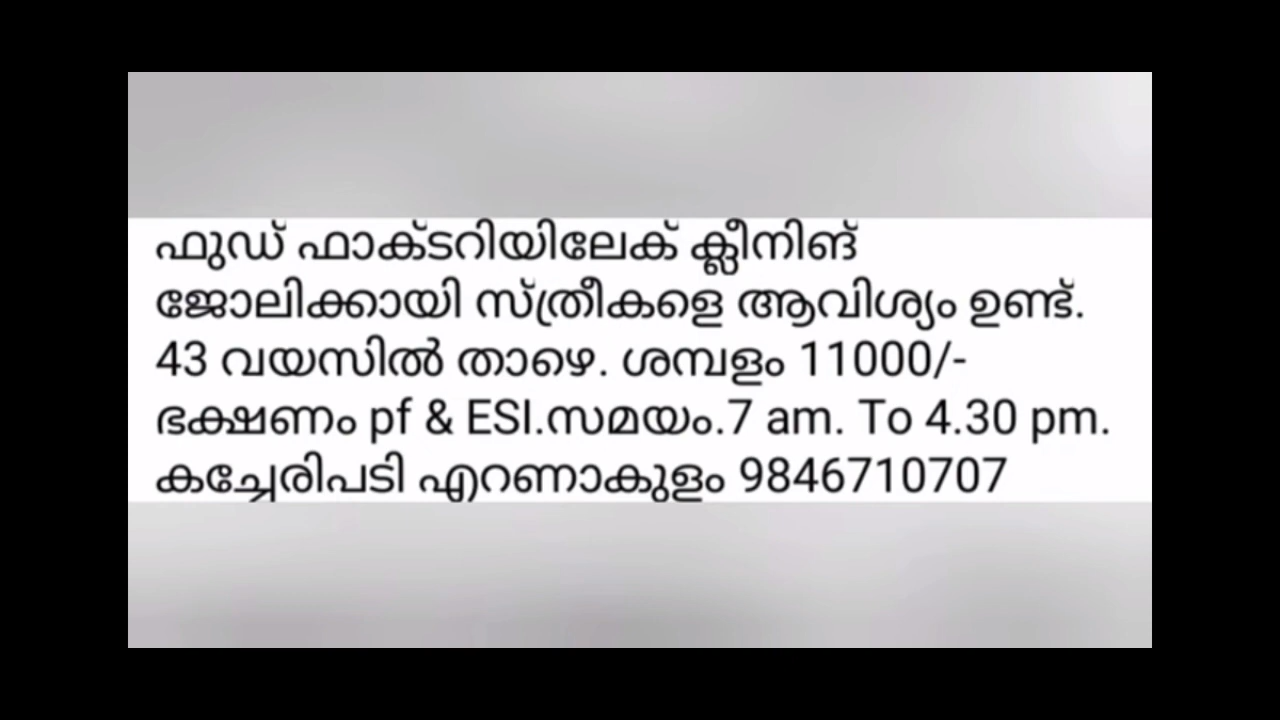 ഫുഡ് ഫാക്ടറിയിലേക് ക്ലീനിങ്
ജോലിക്കായി സ്ത്രീകളെ ആവിശ്യം ഉണ്ട്.
43 വയസിൽ താഴെ. ശമ്പളം 11000/-
ഭക്ഷണം pf & ESI.സമയം.7 am. To 4.30 pm.
കച്ചേരിപടി എറണാകുളം 9846710707